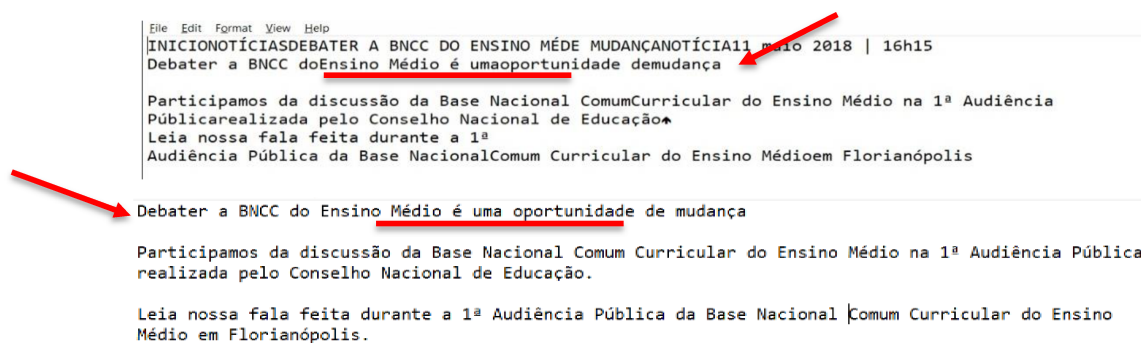 File Edit Format View Help
INICIONOTÍCIASDEBATER A BNCC DO ENSINO MÉDE MUDANÇANOTÍCIA11 maio 2018 | 16h15
Debater a BNCC doEnsino Médio é umaoportunidade demudança
Participamos da discussão da Base Nacional ComumCurricular do Ensino Médio na 1ª Audiência
Públicarealizada pelo Conselho Nacional de Educação♠
Leia nossa fala feita durante a 1ª
Audiência Pública da Base NacionalComum Curricular do Ensino Médioem Florianópolis
Debater a BNCC do Ensino Médio é uma oportunidade de mudança
Participamos da discussão da Base Nacional Comum Curricular do Ensino Médio na 1ª Audiência Pública
realizada pelo Conselho Nacional de Educação.
Leia nossa fala feita durante a 1ª Audiência Pública da Base Nacional Comum Curricular do Ensino
Médio em Florianópolis.